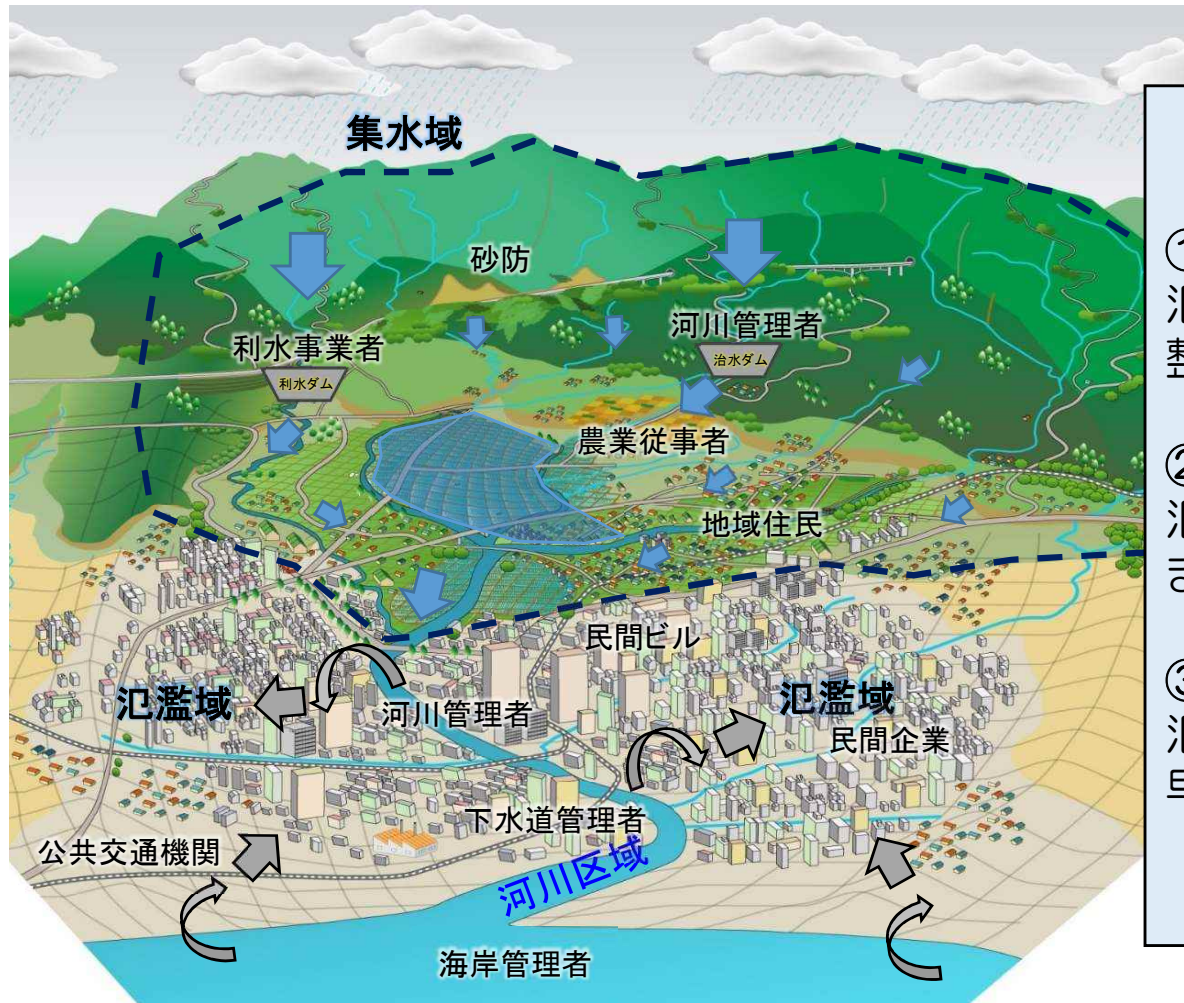 集水域
砂防
河川管理者
治水ダム
利水事業者
利水ダム
農業従事者
地域住民
民間ビル
氾濫域
河川管理者
氾濫域
民間企業
下水道管理者
公共交通機関
河川区域
海岸管理者
①
②
③